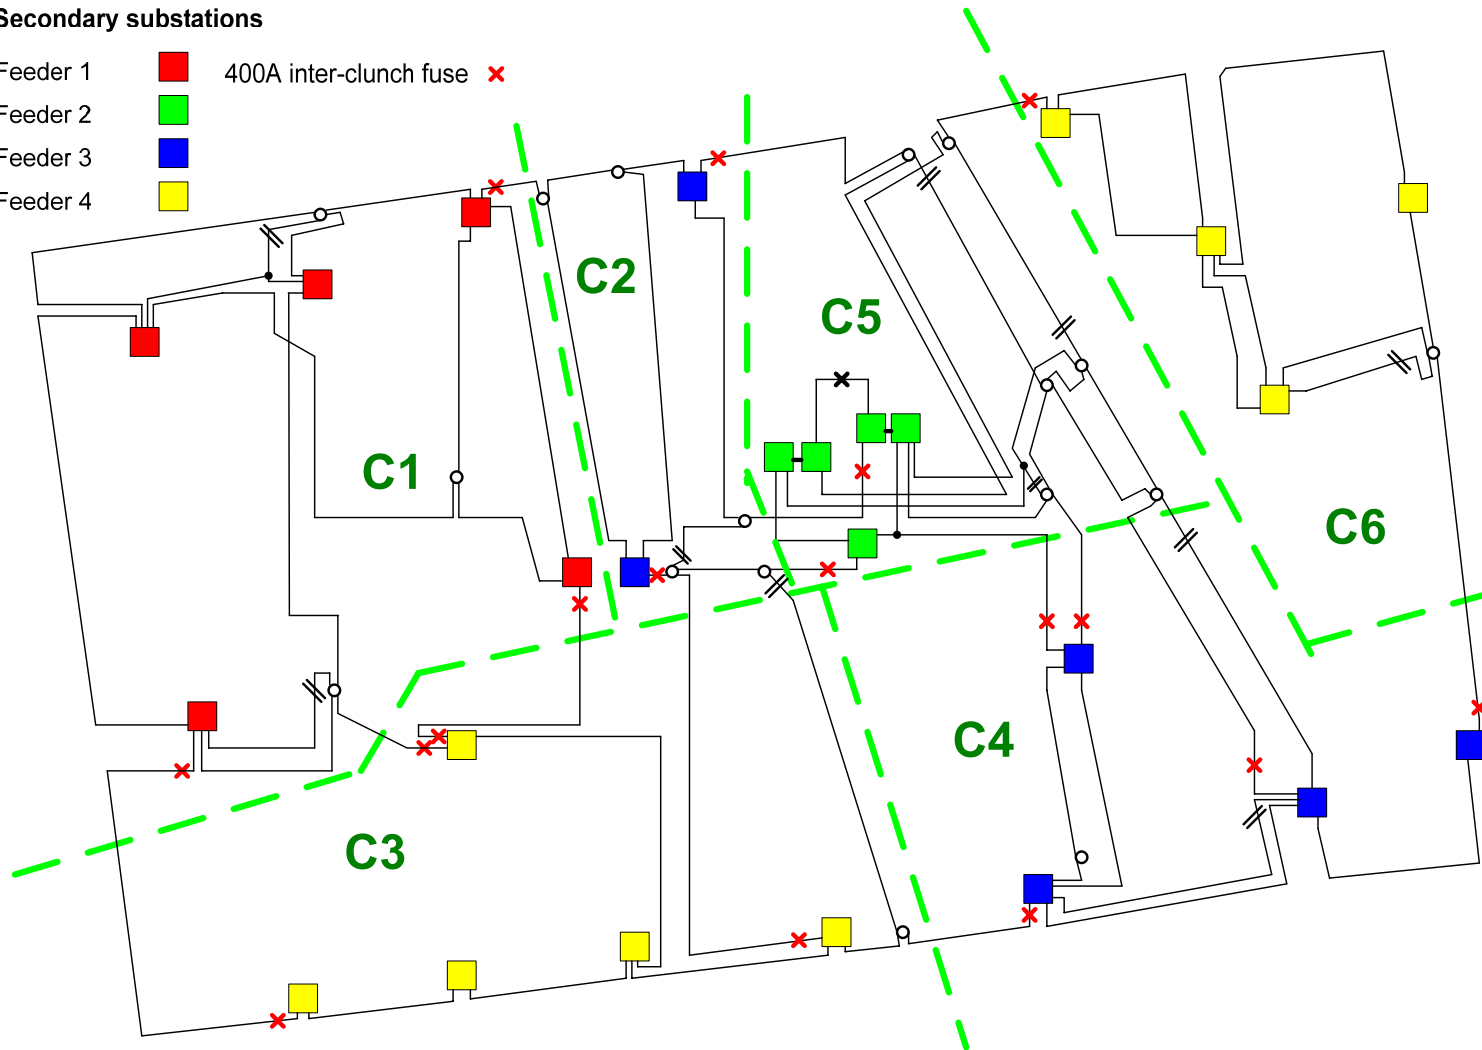 Secondary substations
Feeder 1
400A inter-clunch fuse
Feeder 2
Feeder 3
Feeder 4
C2
C5
C1
C6
C4
C3